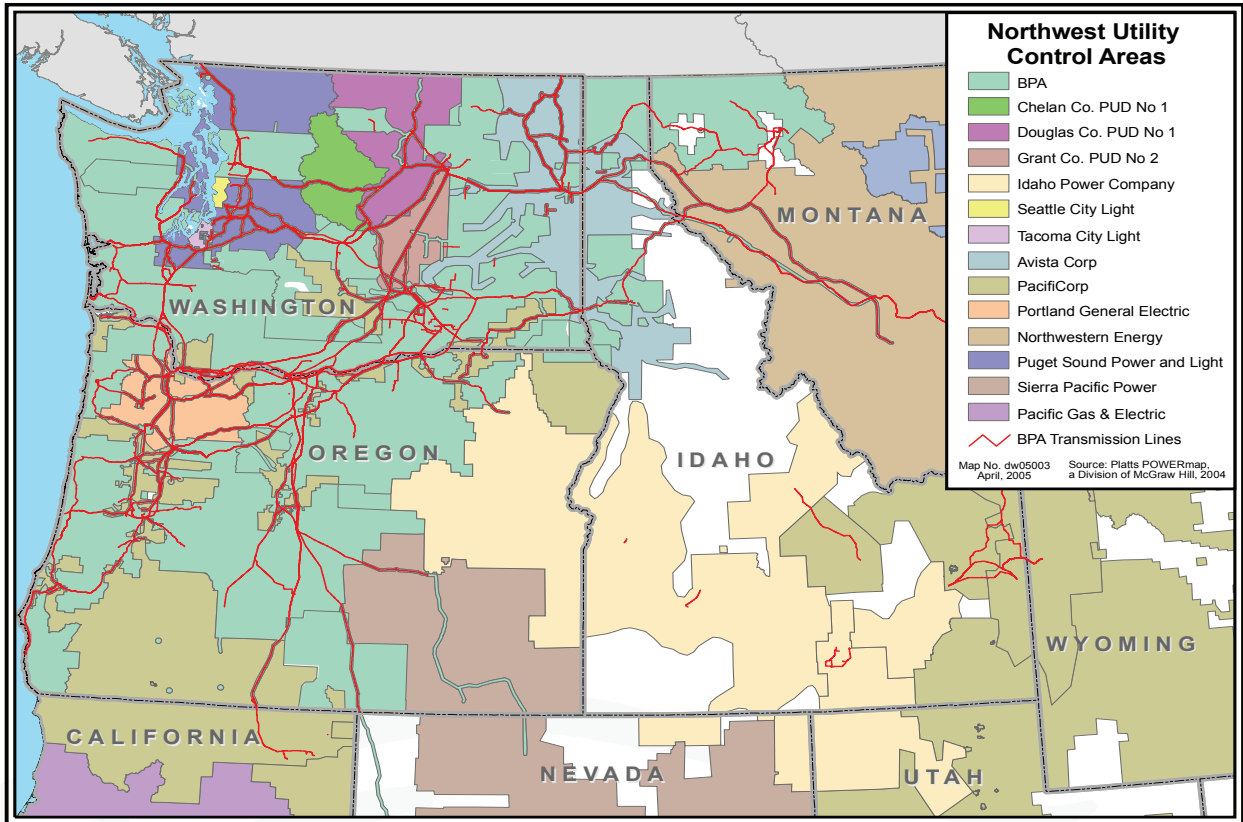 Northwest Utility
Control Areas
BPA
Chelan Co. PUD No 1
Douglas Co. PUD No 1
Grant Co. PUD No 2
Idaho Power Company
Seattle City Light
Tacoma City Light
Avista Corp
PacifiCorp
Portland General Electric
Northwestern Energy
Puget Sound Power and Light
Sierra Pacific Power
Pacific Gas & Electric
BPA Transmission Lines
Map No. dw05003
April, 2005
Source: Platts POWERmap,
a Division of McGraw Hill, 2004
MONTANA
WASHINGTON
OREGON
IDAHO
WYOMING
CALIFORNIA
NEVADA
UTAH